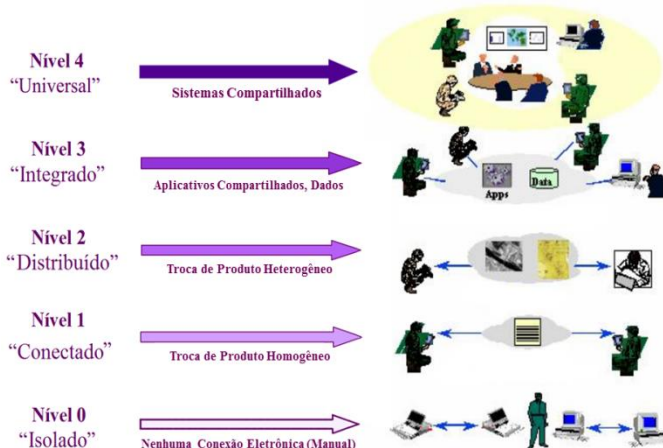 Nível 4
“Universal”
Sistemas Compartilhados
Nível 3
“Integrado”
Aplicativos Compartilhados, Dados
Apps
Data
Nível 2
“Distribuído”
Troca de Produto Heterogêneo
Nível 1
“Conectado”
Troca de Produto Homogêneo
Nível 0
“Isolado”
Nenhuma Conexão Eletrônica (Manual)